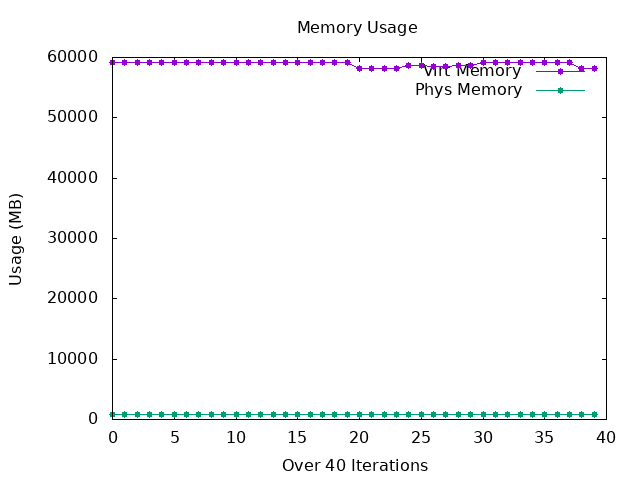 Memory Usage
60000
50000
40000
30000
20000
10000
0
Usage (MB)
Virt Memory
Phys Memory
0 5 10 15 20 25 30 35 40
Over 40 Iterations